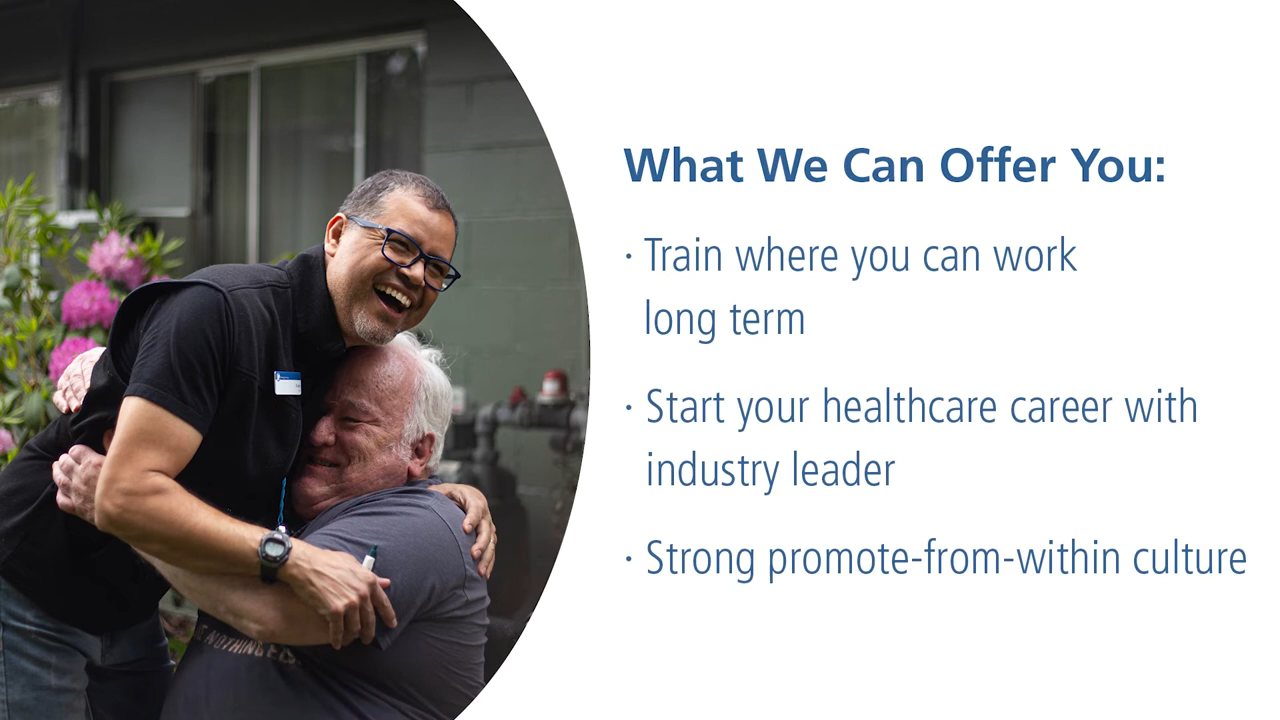 What We Can Offer You:
· Train where you can work
long term
· Start your healthcare career with
industry leader
· Strong promote-from-within culture
NOTHING